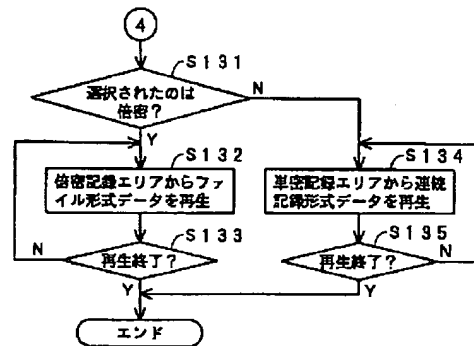 4
S131
選択されたのは
倍密？
N
Y
S132
倍密記録エリアからファ
イル形式データを再生
S134
単密記録エリアから連続
記録形式データを再生
S133
再生終了？
N
Y
S135
再生終了？
N
Y
エンド